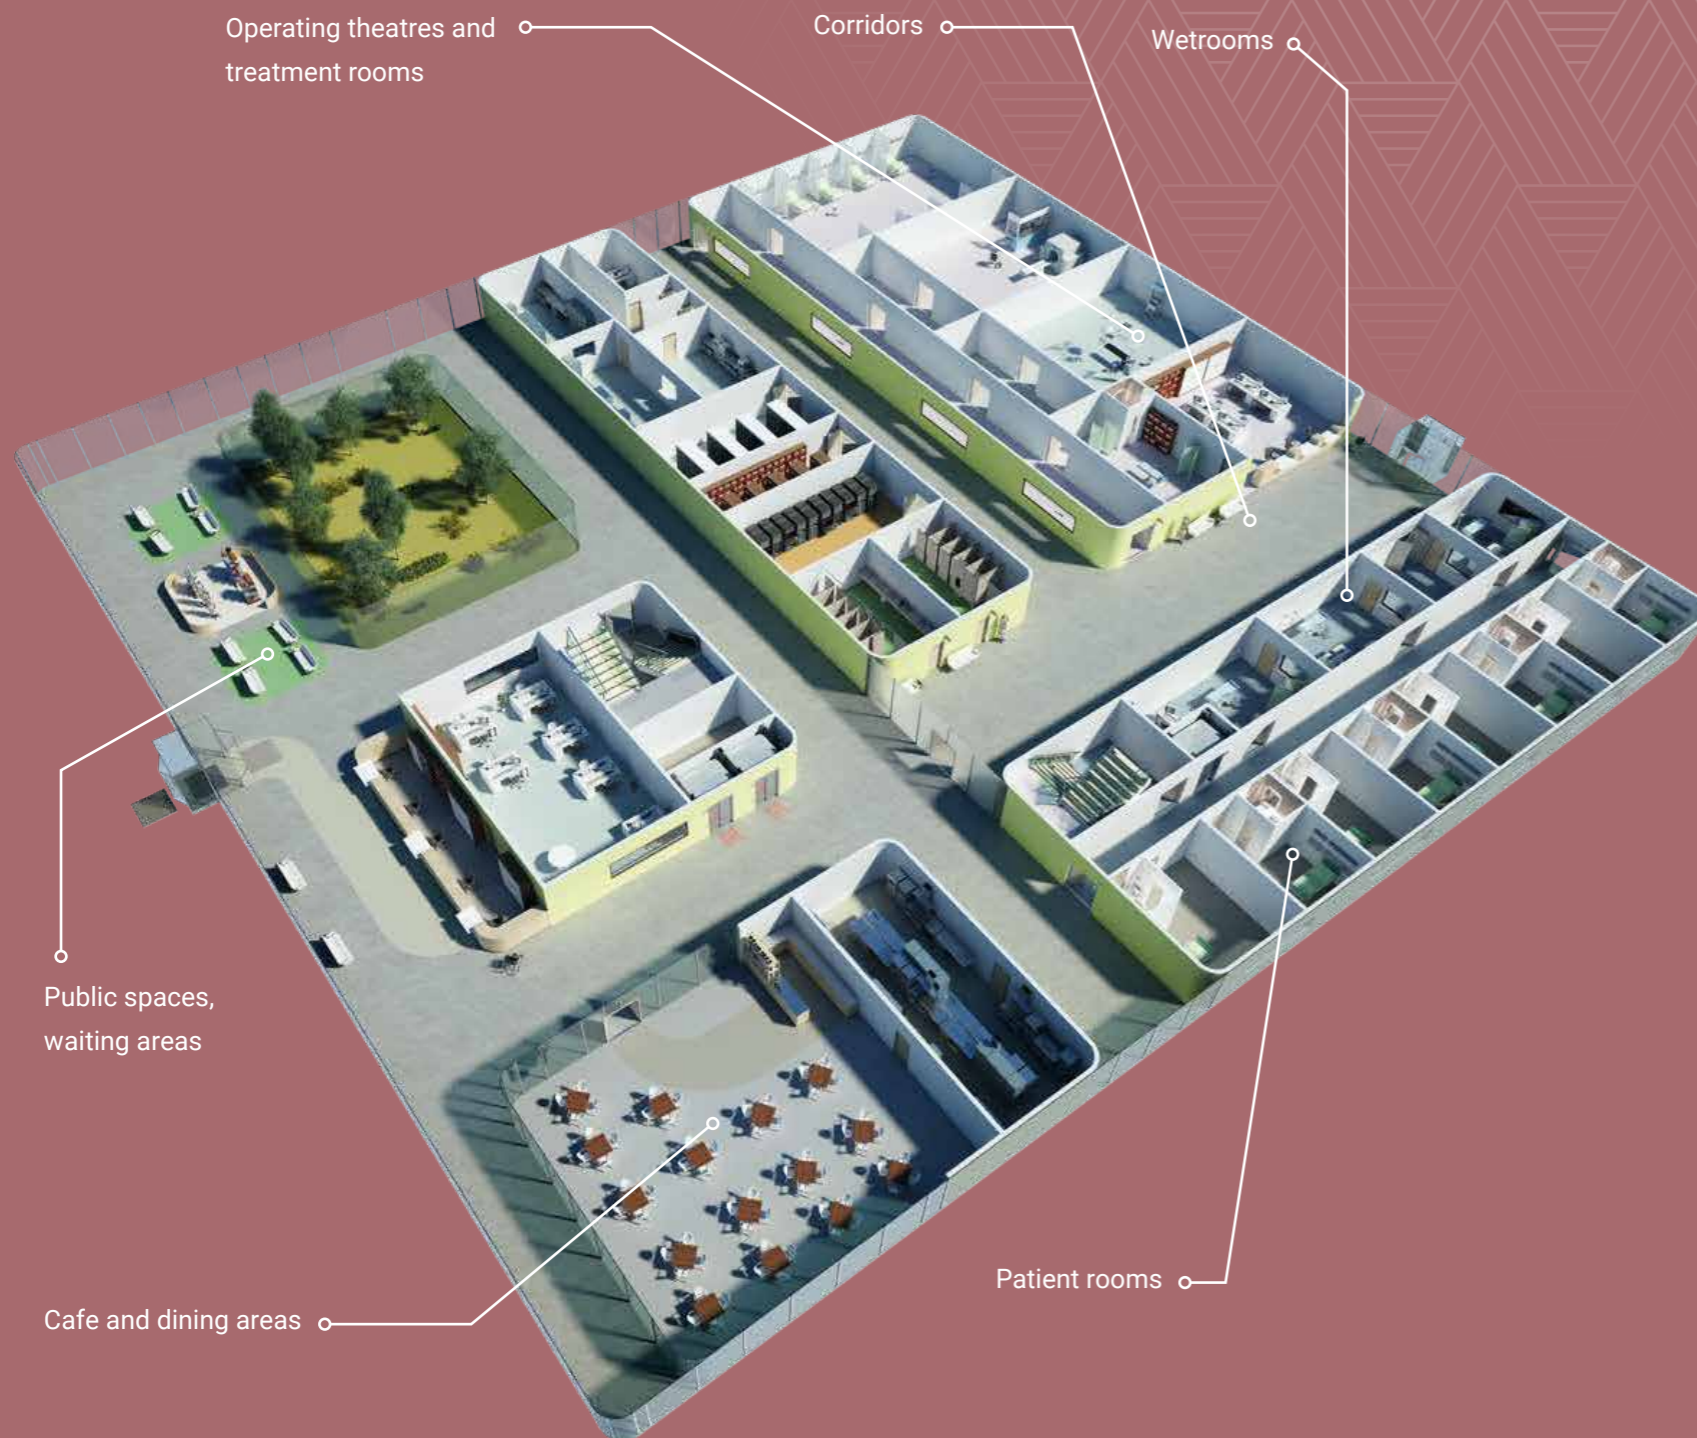 Operating theatres and
treatment rooms
Corridors
Wetrooms
Public spaces,
waiting areas
Patient rooms
Cafe and dining areas